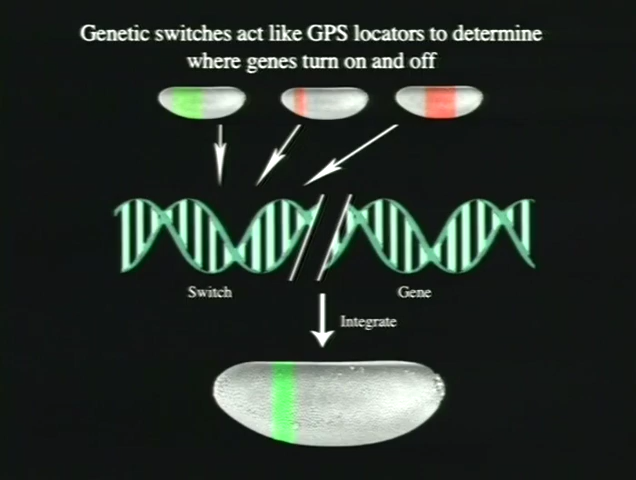 Genetic switches act like GPS locators to determine
where genes turn on and off
Switch
Gene
Integrate